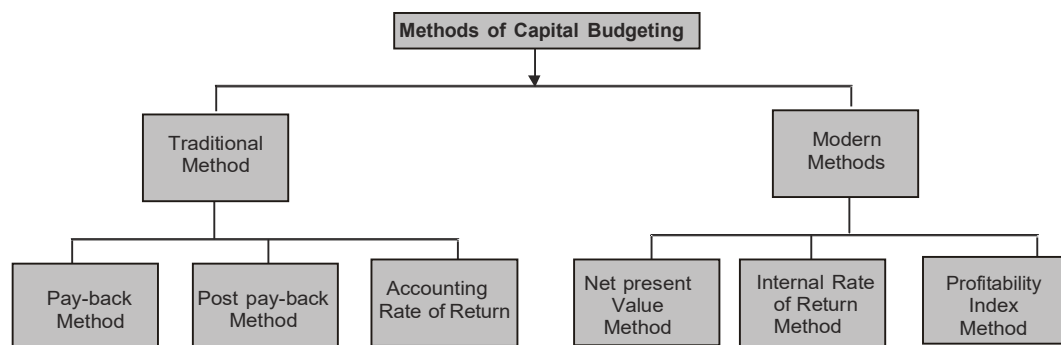 Methods of Capital Budgeting
Traditional
Method
Modern
Methods
Pay-back
Method
Post pay-back
Method
Accounting
Rate of Return
Net present
Value
Method
Internal Rate
of Return
Method
Profitability
Index
Method